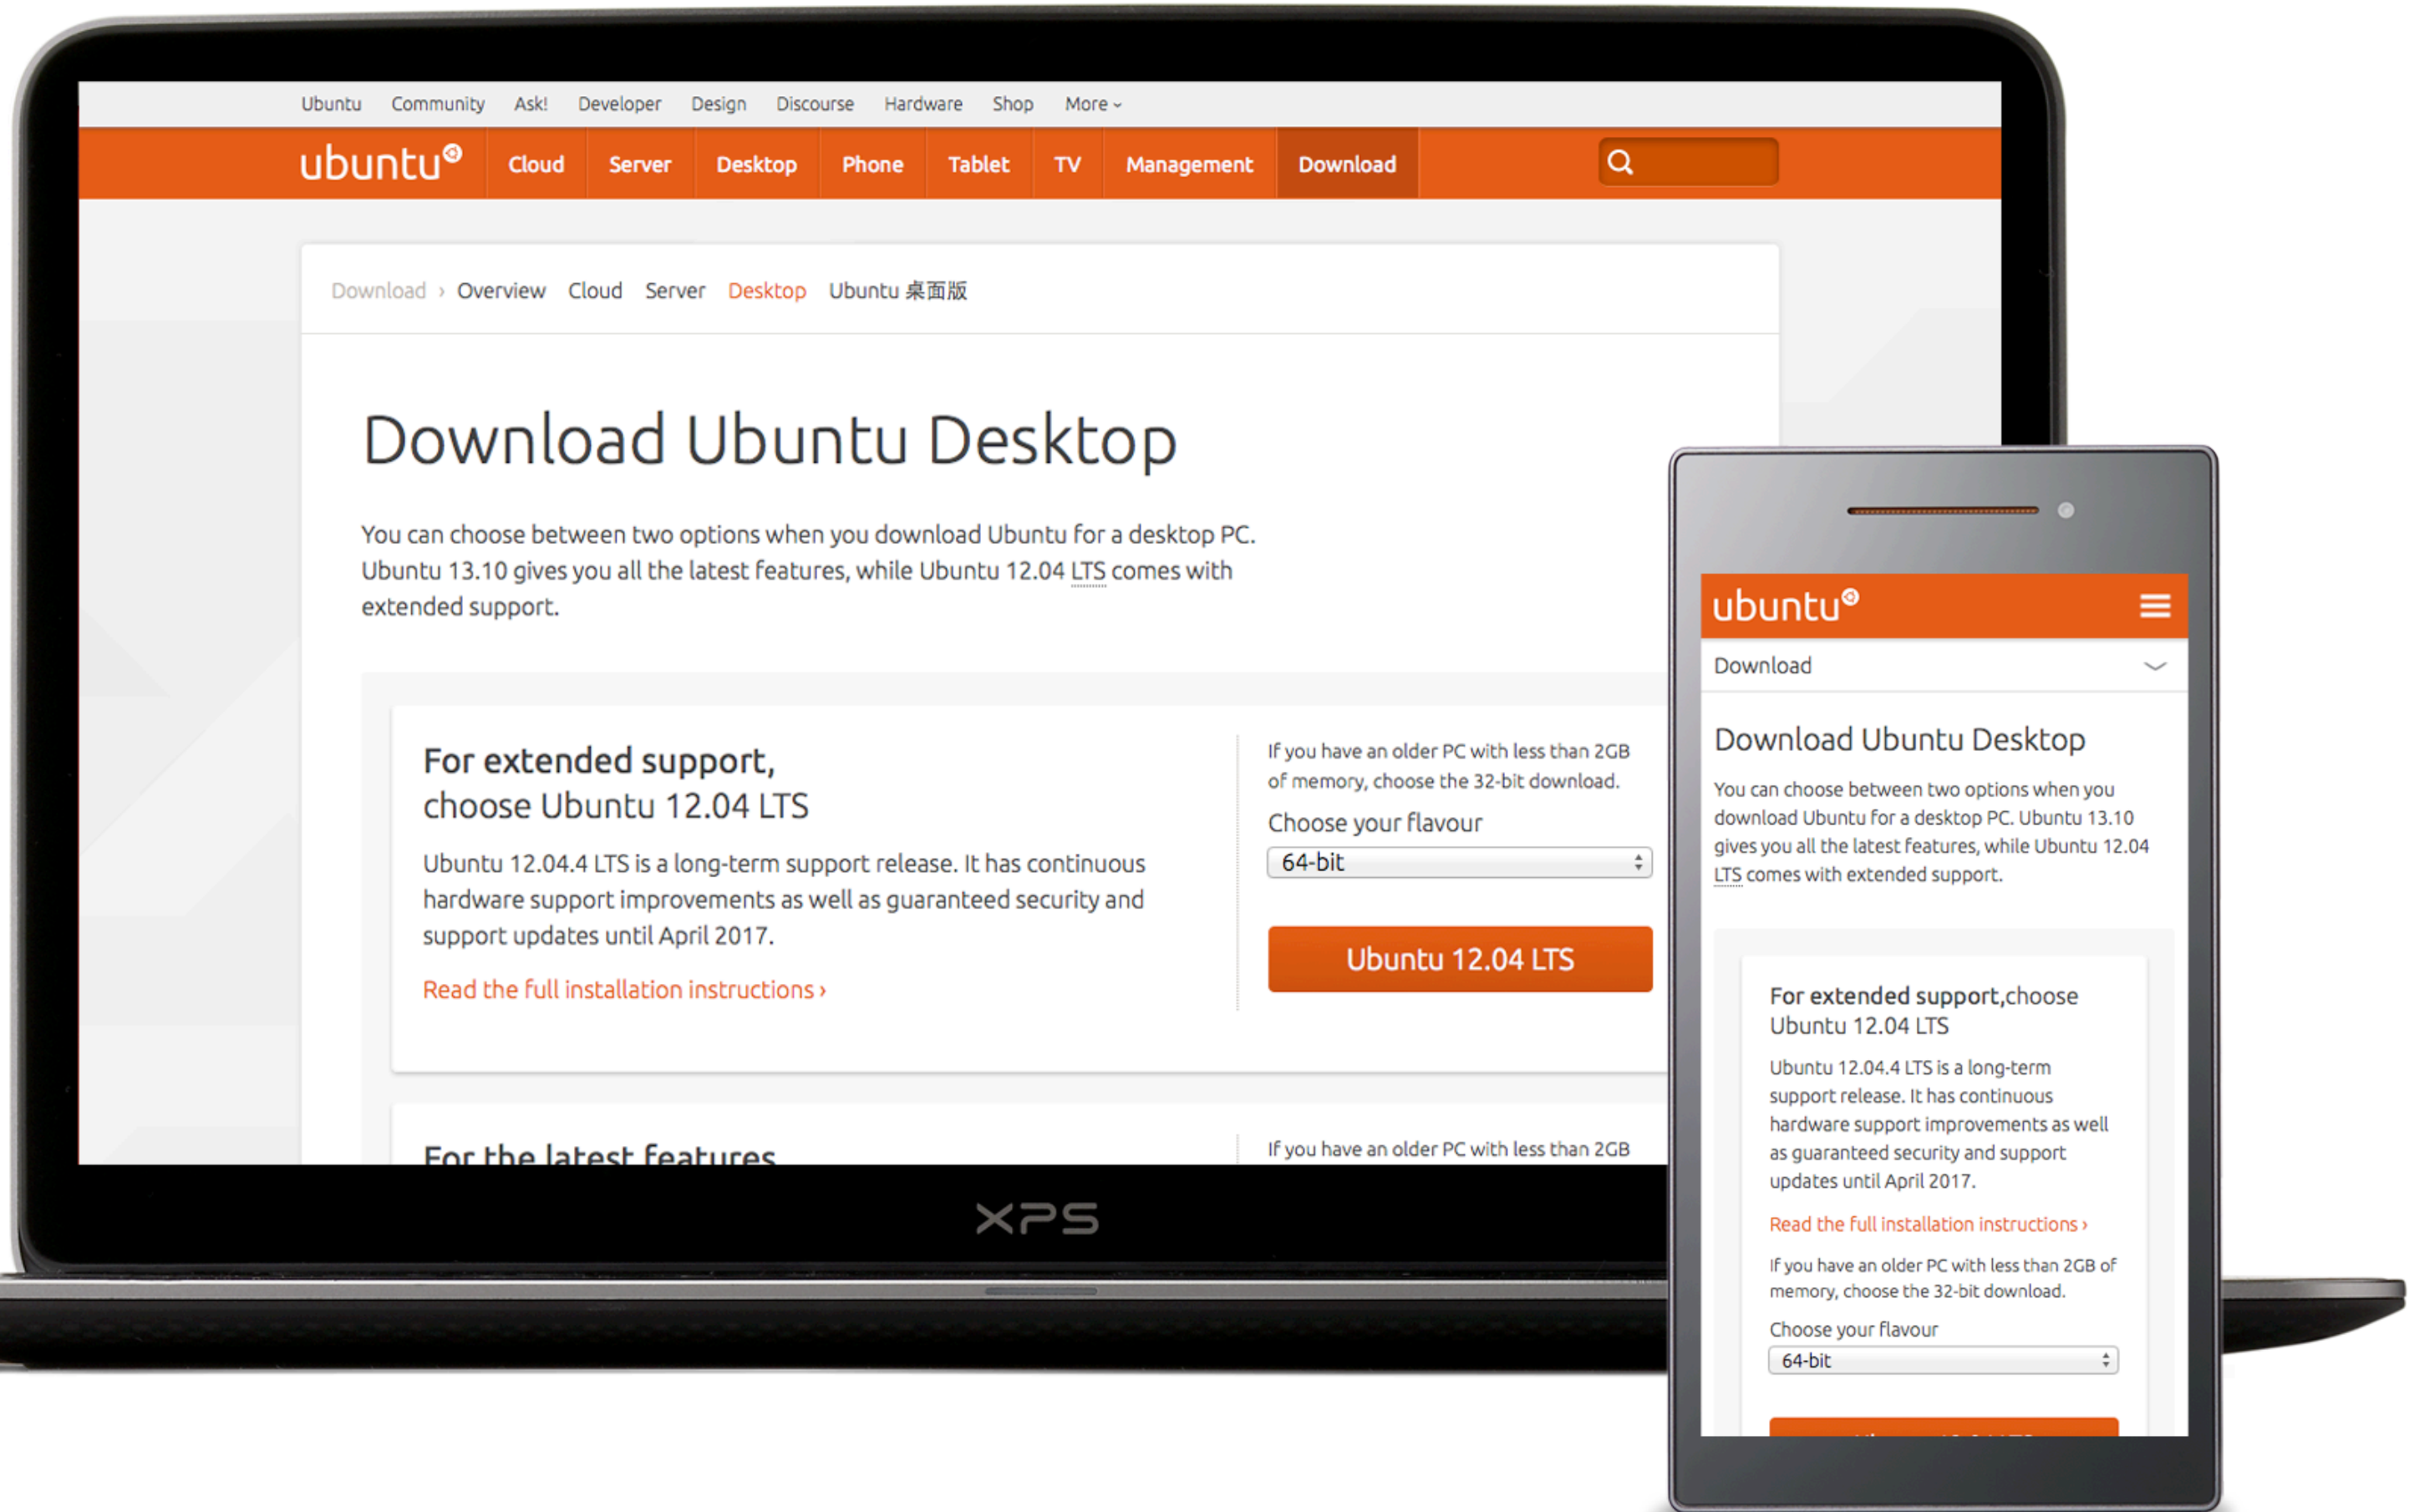 Ubuntu Community Ask! Developer Design Discourse Hardware Shop More
ubuntu Cloud Server Desktop Phone Tablet TV Management Download
Download › Overview Cloud Server Desktop Ubuntu 桌面版
Download Ubuntu Desktop
You can choose between two options when you download Ubuntu for a desktop PC.
Ubuntu 13.10 gives you all the latest features, while Ubuntu 12.04 LTS comes with
extended support.
For extended support,
choose Ubuntu 12.04 LTS
Ubuntu 12.04.4 LTS is a long-term support release. It has continuous
hardware support improvements as well as guaranteed security and
support updates until April 2017.
Read the full installation instructions ›
If you have an older PC with less than 2GB
of memory, choose the 32-bit download.
Choose your flavour
64-bit
Ubuntu 12.04 LTS
For the latest features
If you have an older PC with less than 2GB
XPS
ubuntu
Download
Download Ubuntu Desktop
You can choose between two options when you
download Ubuntu for a desktop PC. Ubuntu 13.10
gives you all the latest features, while Ubuntu 12.04
LTS comes with extended support.
For extended support,choose
Ubuntu 12.04 LTS
Ubuntu 12.04.4 LTS is a long-term
support release. It has continuous
hardware support improvements as well
as guaranteed security and support
updates until April 2017.
Read the full installation instructions ›
If you have an older PC with less than 2GB of
memory, choose the 32-bit download.
Choose your flavour
64-bit